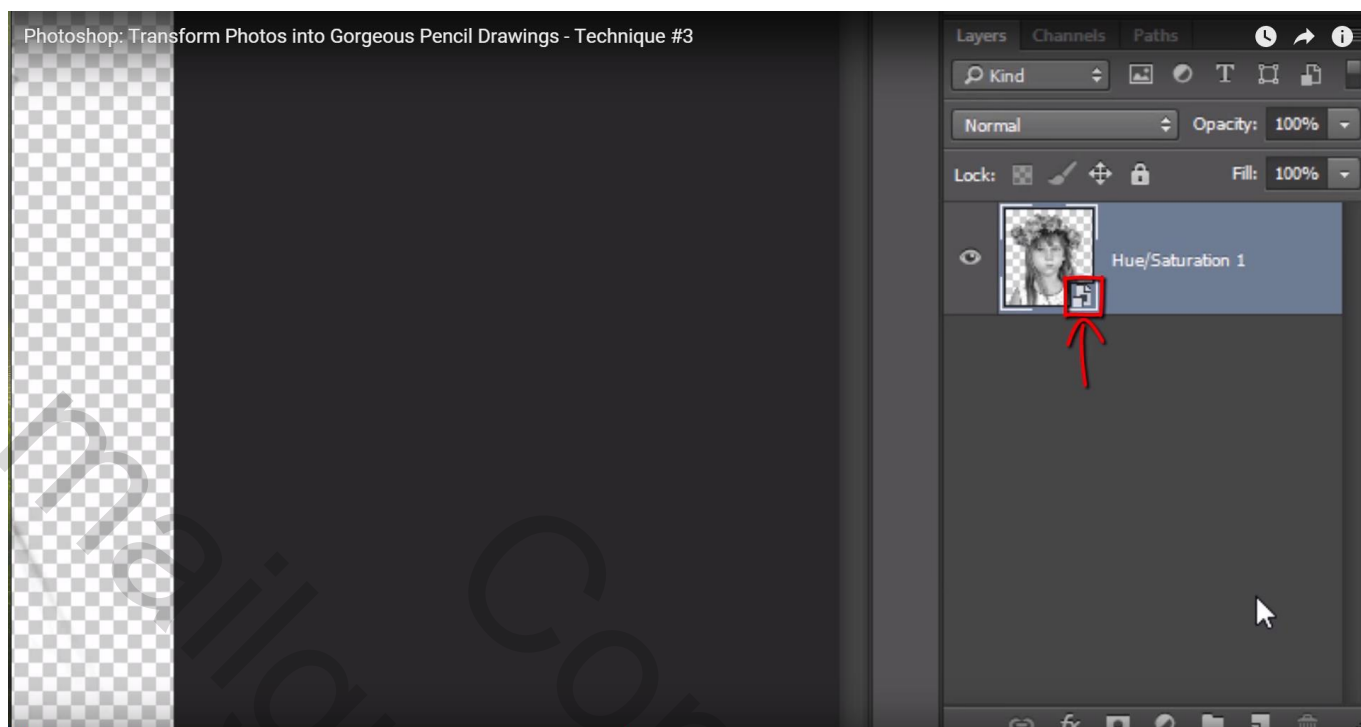 Photoshop: Transform Photos into Gorgeous Pencil Drawings - Technique #3
Layers Channels Paths
Kind
Normal Opacity: 100%
Lock: Fill: 100%
Hue/Saturation 1